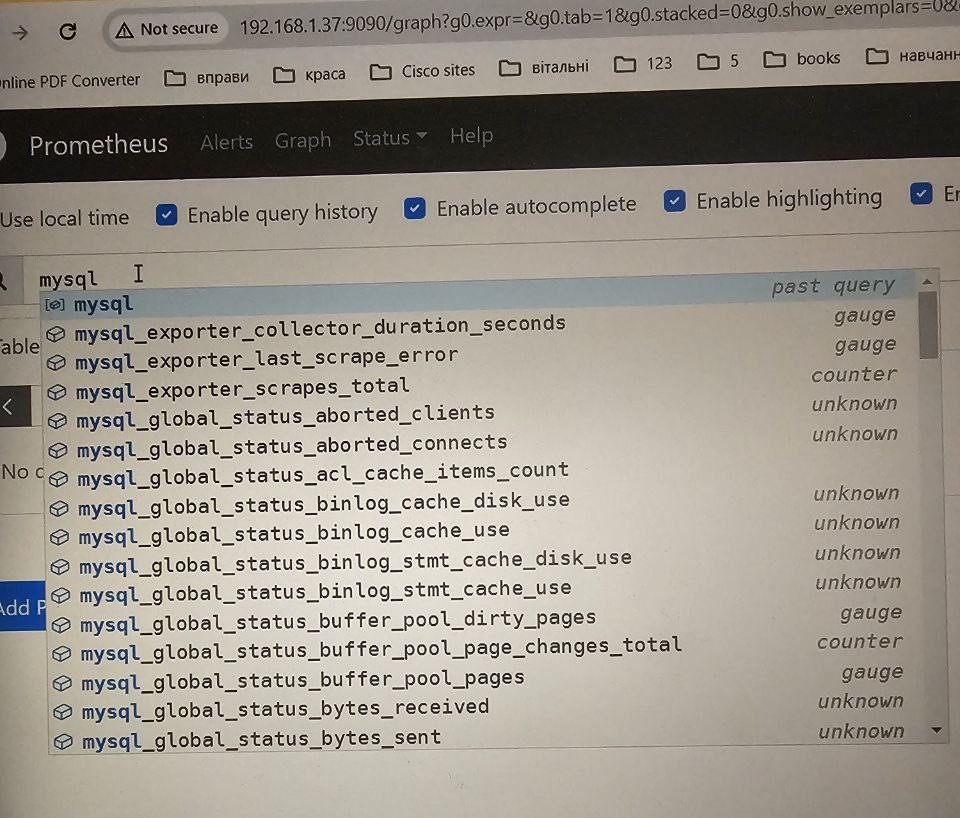 Not secure 192.168.1.37:9090/graph?g0.expr=&g0.tab=1&g0.stacked=0&g0.show_exemplars=0&
nline PDF Converter вправи краса Cisco sites вітальні 123 5 books навчанн
Prometheus Alerts Graph Status Help
Use local time Enable query history Enable autocomplete Enable highlighting
mysql
mysql past query
mysql_exporter_collector_duration_seconds gauge
mysql_exporter_last_scrape_error gauge
mysql_exporter_scrapes_total counter
mysql_global_status_aborted_clients unknown
mysql_global_status_aborted_connects unknown
mysql_global_status_acl_cache_items_count
mysql_global_status_binlog_cache_disk_use unknown
mysql_global_status_binlog_cache_use unknown
mysql_global_status_binlog_stmt_cache_disk_use unknown
mysql_global_status_binlog_stmt_cache_use unknown
mysql_global_status_buffer_pool_dirty_pages gauge
mysql_global_status_buffer_pool_page_changes_total counter
mysql_global_status_buffer_pool_pages gauge
mysql_global_status_bytes_received unknown
mysql_global_status_bytes_sent unknown
able
No
Add P